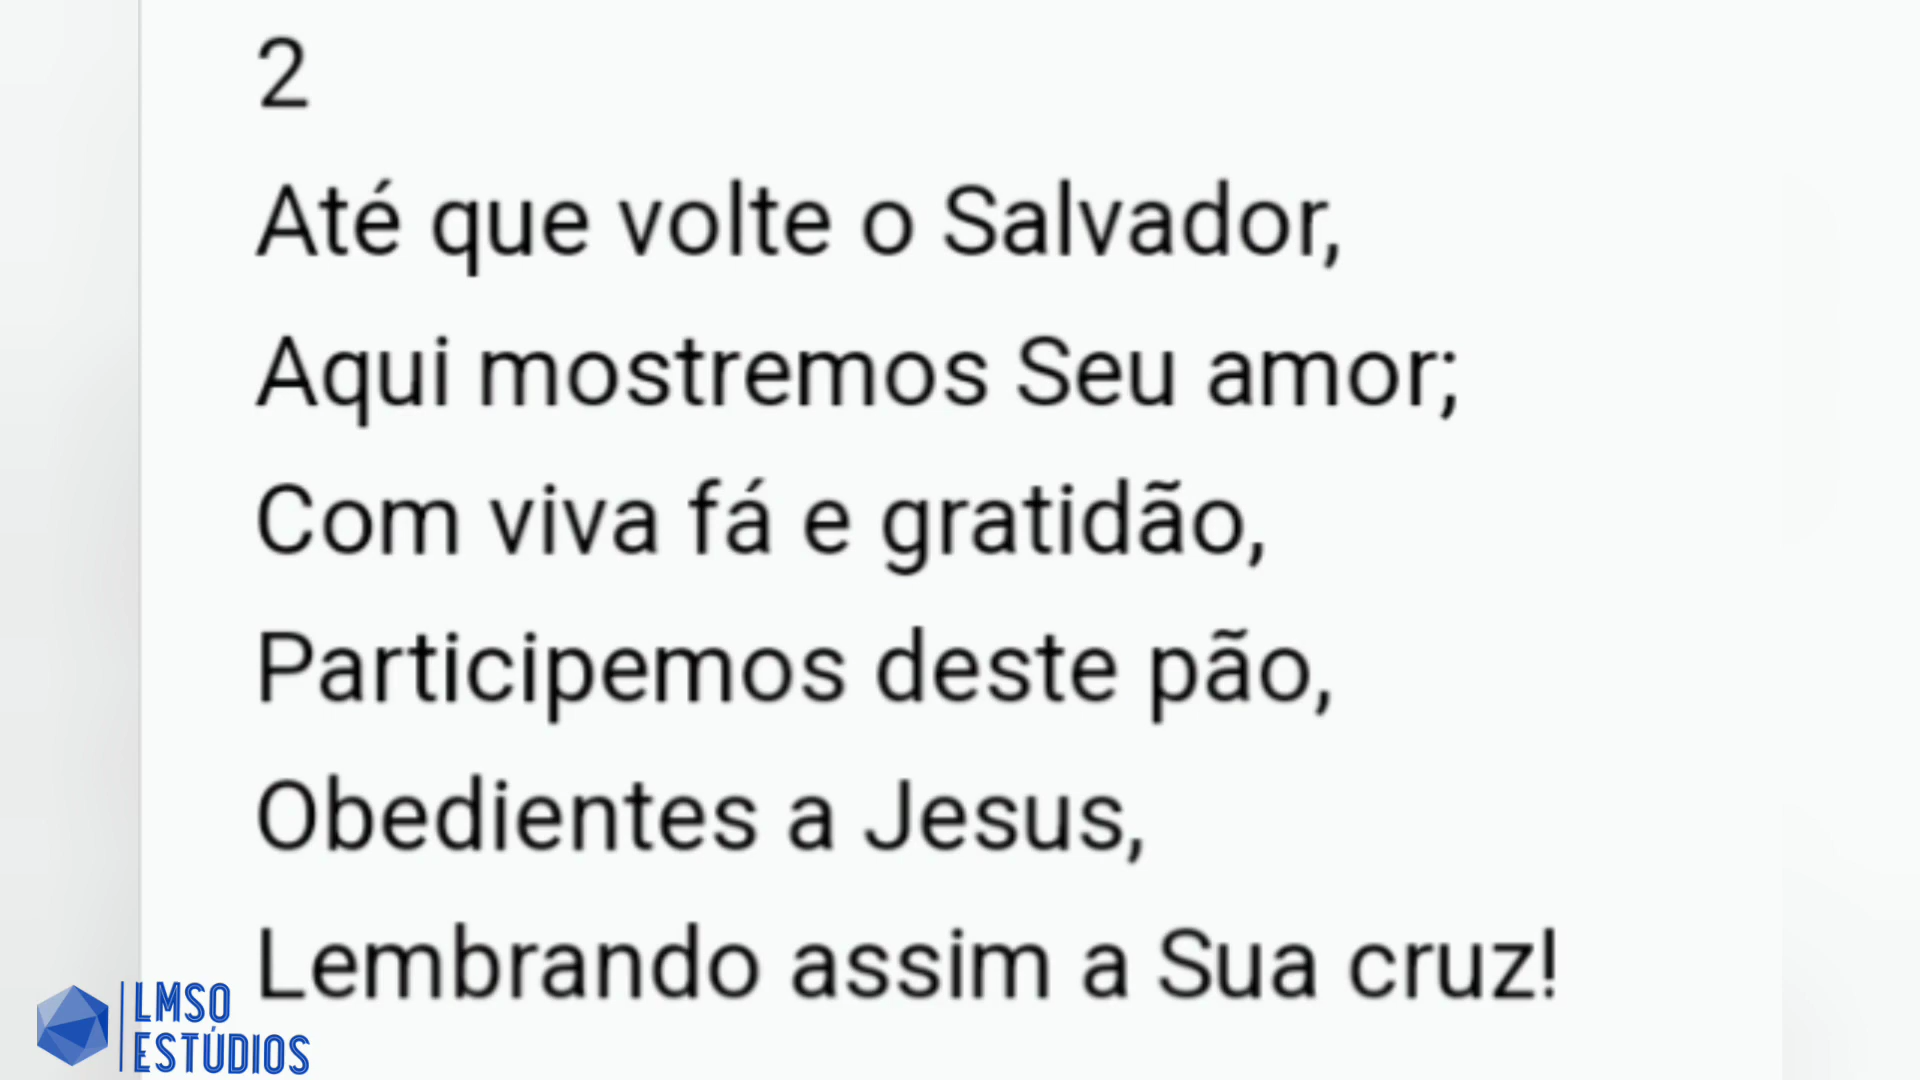 2
Até que volte o Salvador,
Aqui mostremos Seu amor;
Com viva fá e gratidão,
Participemos deste pão,
Obedientes a Jesus,
Lembrando assim a Sua cruz!
LMSO
ESTÚDIOS